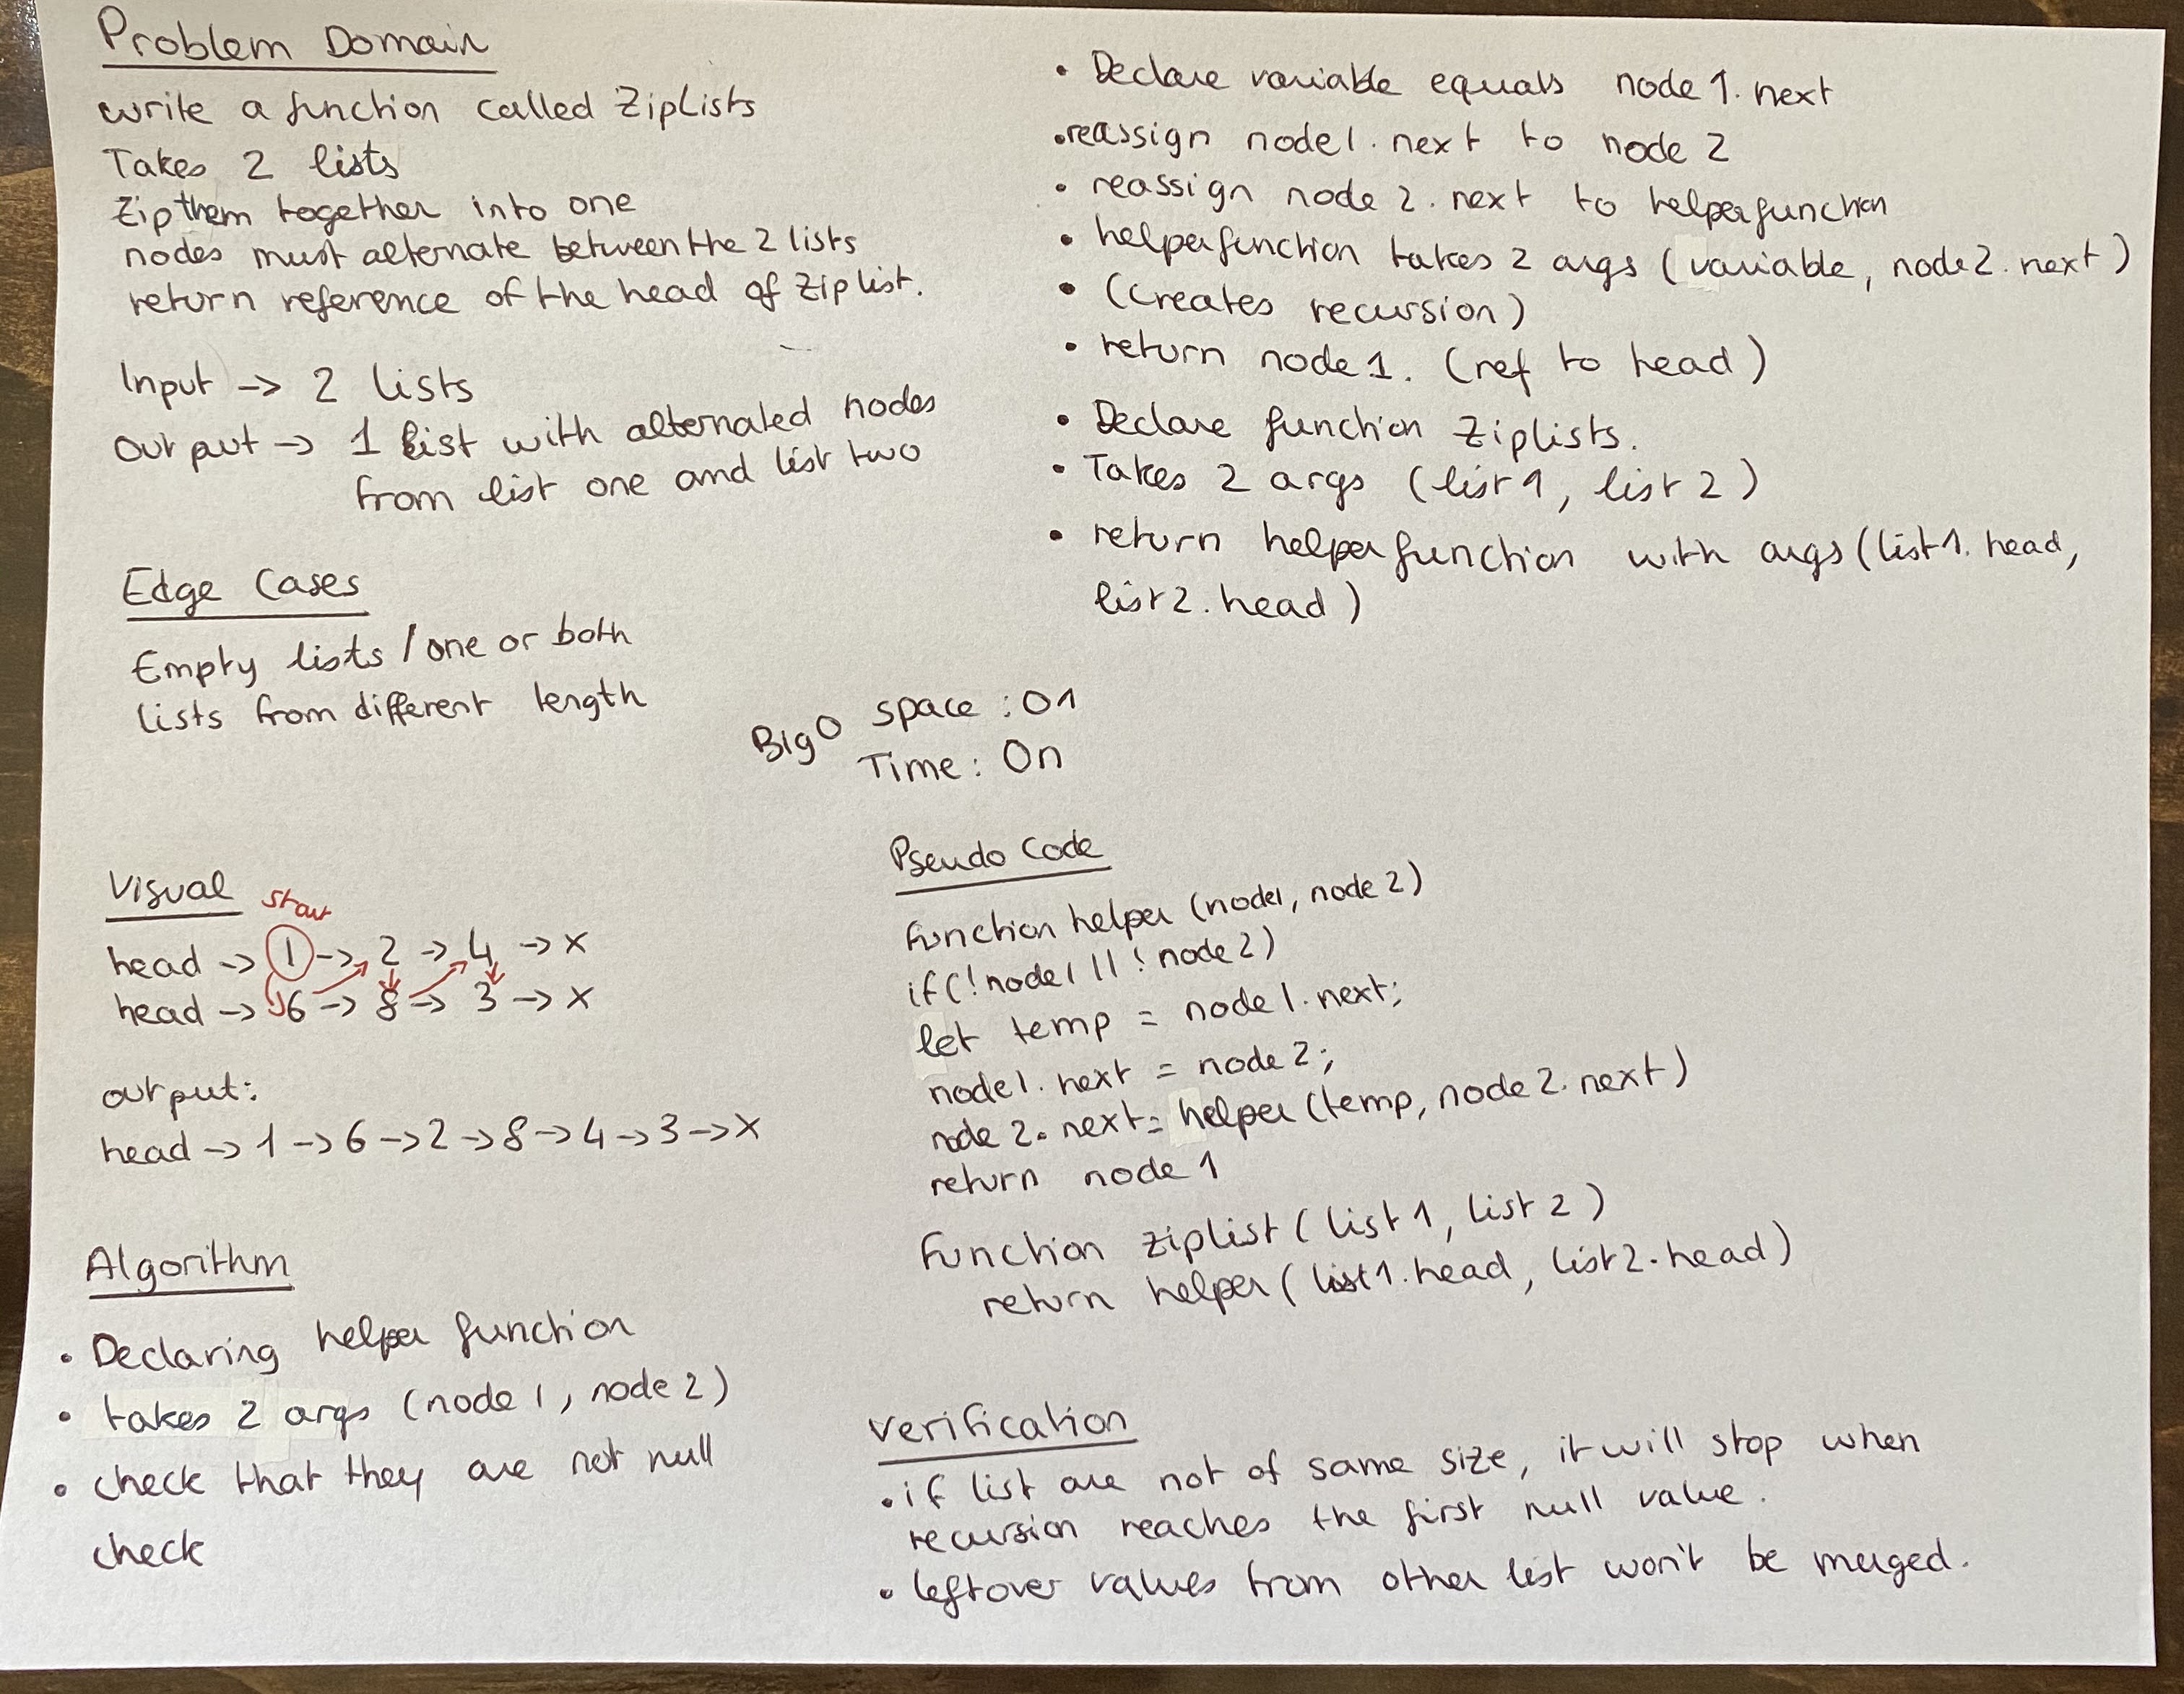 Problem Domain
write a function called ZipLists
Takes 2 lists
Zip them together into one
nodes must alternate between the 2 lists
return reference of the head of Ziplist.
Input -> 2 lists
Output -> 1 list with alternated nodes
from list one and list two
Edge Cases
Empty lists / one or both
lists from different length
Big O space : O1
Time : On
Visual
start
head -> 1 -> 2 -> 4 -> X
head -> 6 -> 8 -> 3 -> X
output:
head -> 1 -> 6 -> 2 -> 8 -> 4 -> 3 -> X
Algorithm
• Declaring helper function
• takes 2 args (node 1, node 2)
• check that they are not null
check
• Declare variable equals node 1. next
• reassign node1. next to node 2
• reassign node 2. next to helperfunction
• helperfunction takes 2 args (variable, node2. next)
• (creates recursion)
• return node 1. (ref to head)
• Declare function Ziplists.
• Takes 2 args (list 1, list 2)
• return helper function with args (list1. head,
list2. head)
Pseudo Code
Function helper (node1, node 2)
if (!node1 || !node 2)
let temp = node1.next;
node1. next = node 2;
node 2. next = helper (temp, node 2. next)
return node 1
Function ziplist (list 1, list 2)
return helper (list1. head, list2. head)
verification
• if list are not of same size, it will stop when
recursion reaches the first null value.
• leftover values from other list won't be merged.